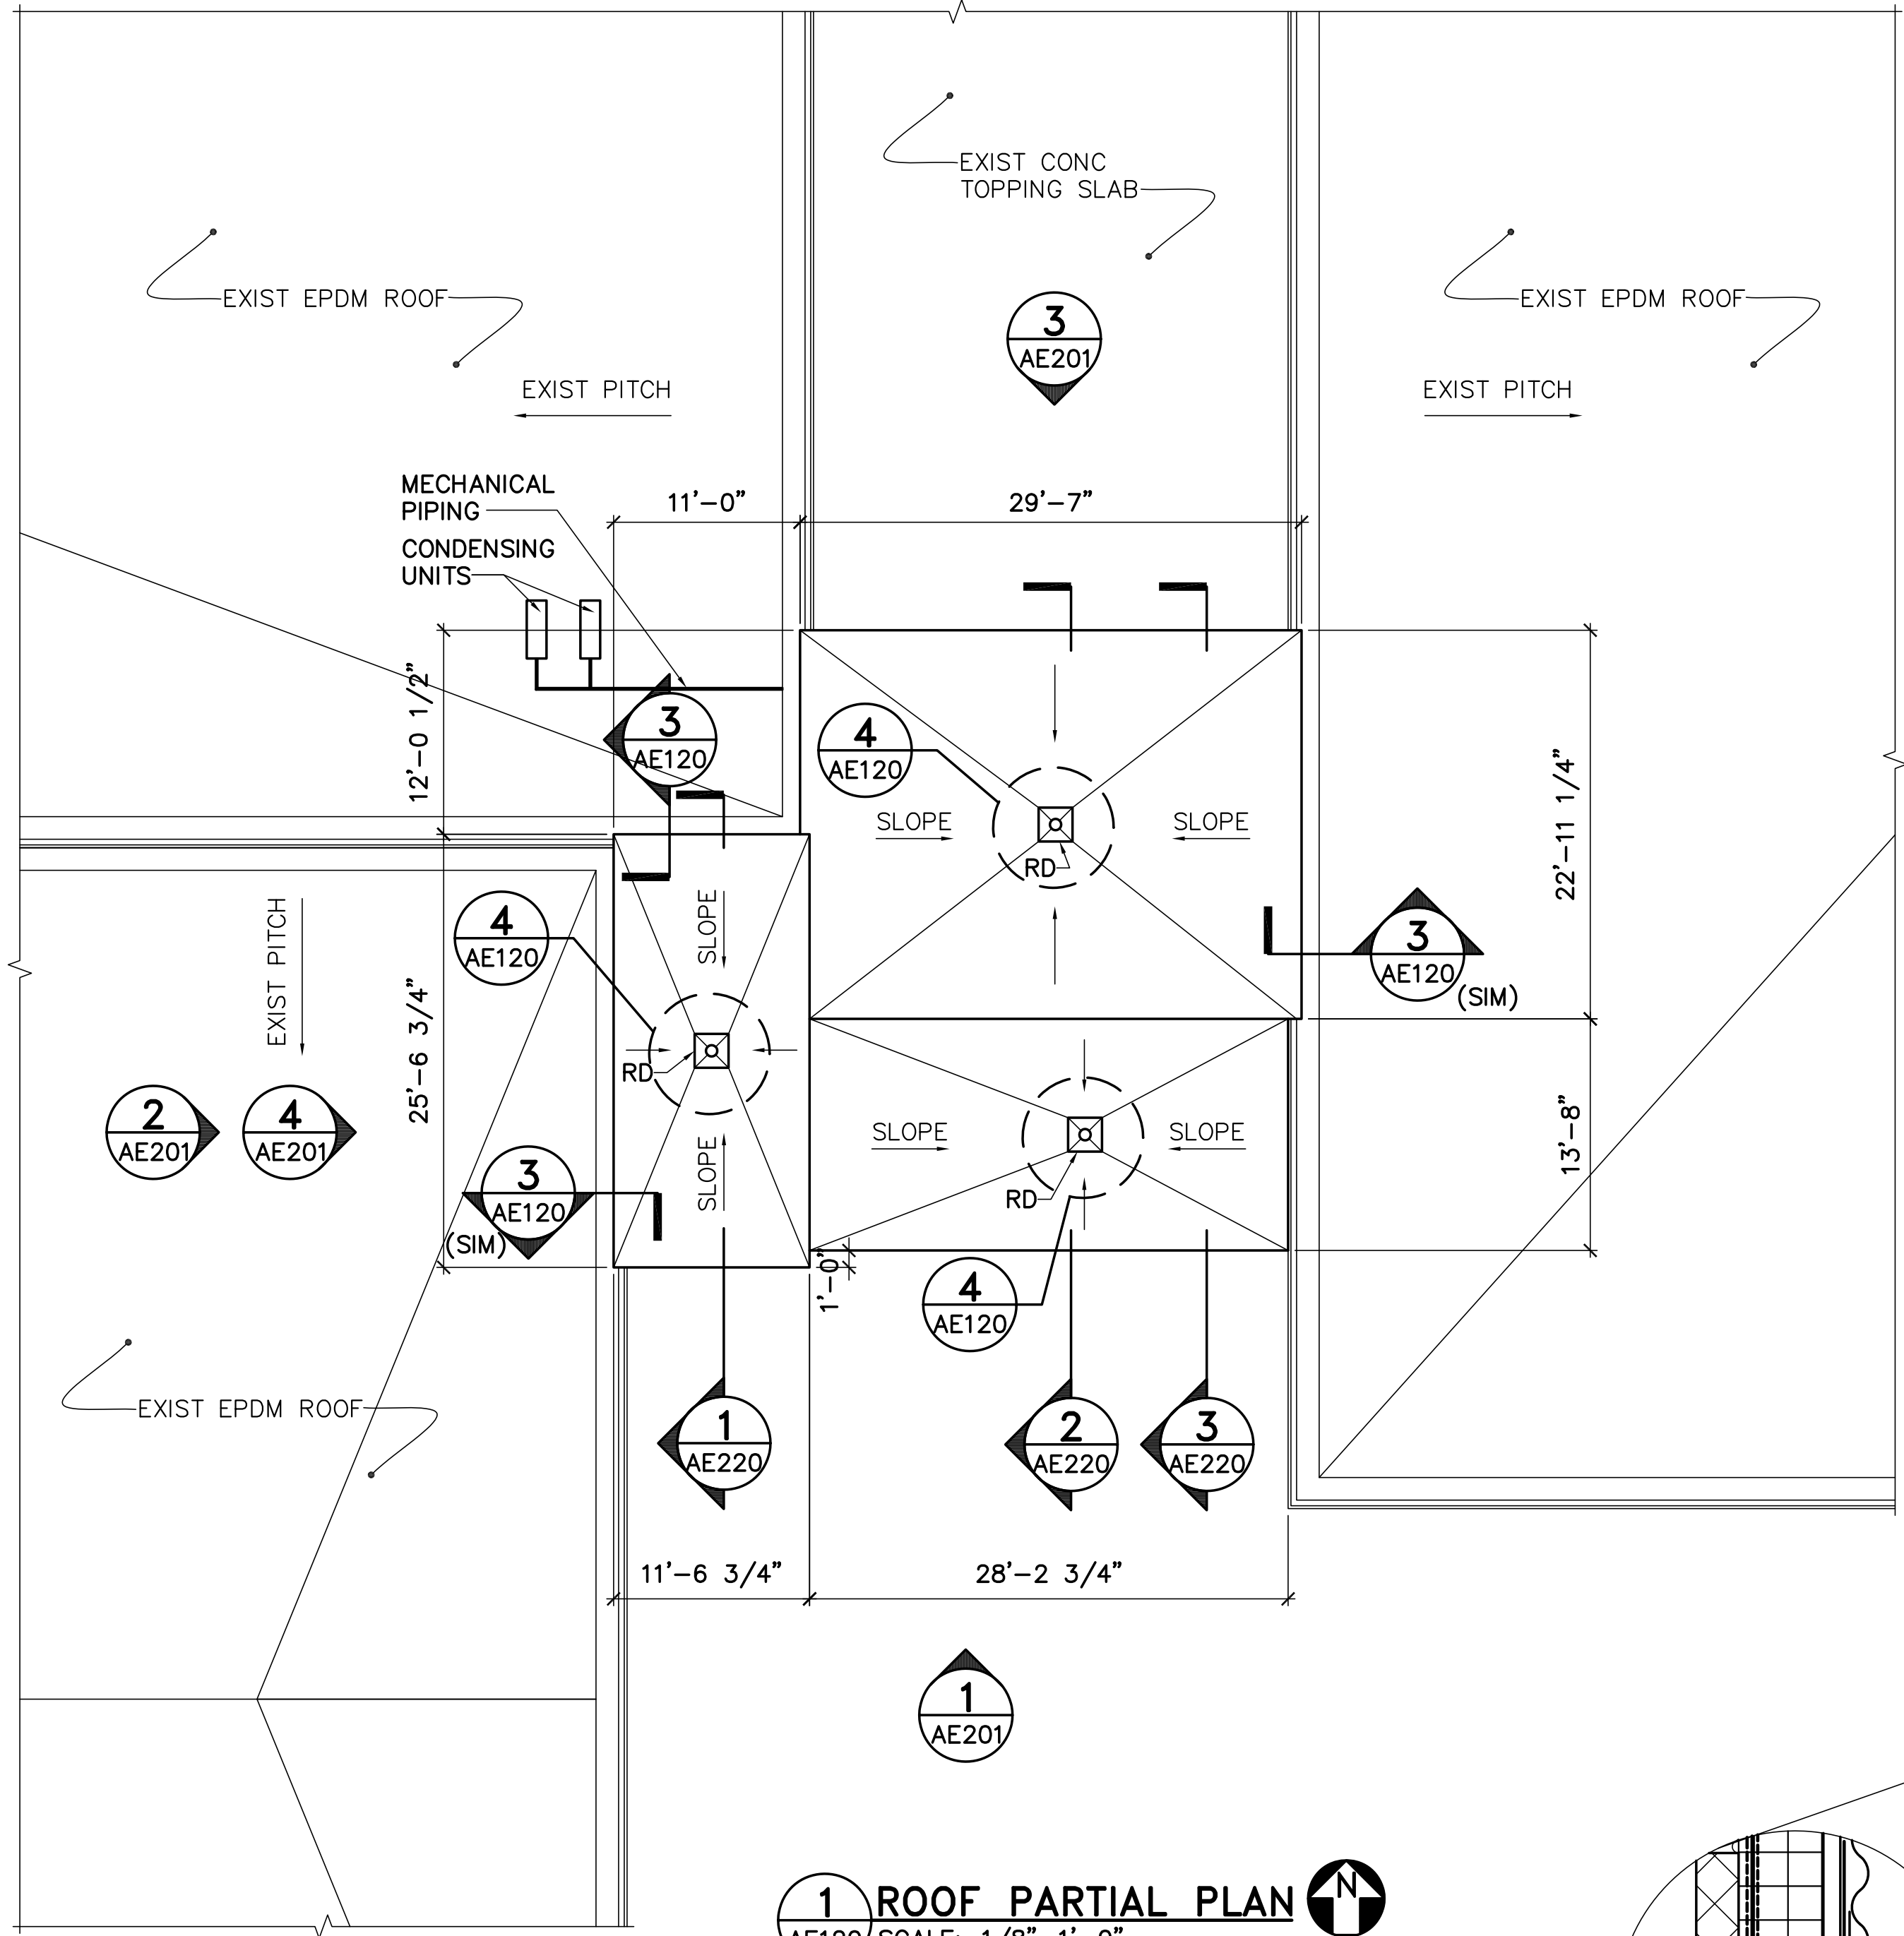 EXIST CONC
TOPPING SLAB
EXIST EPDM ROOF
EXIST EPDM ROOF
3
AE201
EXIST PITCH
EXIST PITCH
MECHANICAL
PIPING
11'-0"
29'-7"
CONDENSING
UNITS
12'-0 1/2"
3
AE120
4
AE120
22'-11 1/4"
SLOPE
SLOPE
RD
EXIST PITCH
4
AE120
SLOPE
3
AE120
(SIM)
25'-6 3/4"
RD
2
AE201
4
AE201
SLOPE
SLOPE
SLOPE
13'-8"
3
AE120
(SIM)
RD
1'-0"
4
AE120
EXIST EPDM ROOF
1
AE220
2
AE220
3
AE220
11'-6 3/4"
28'-2 3/4"
1
AE201
1
ROOF PARTIAL PLAN
N